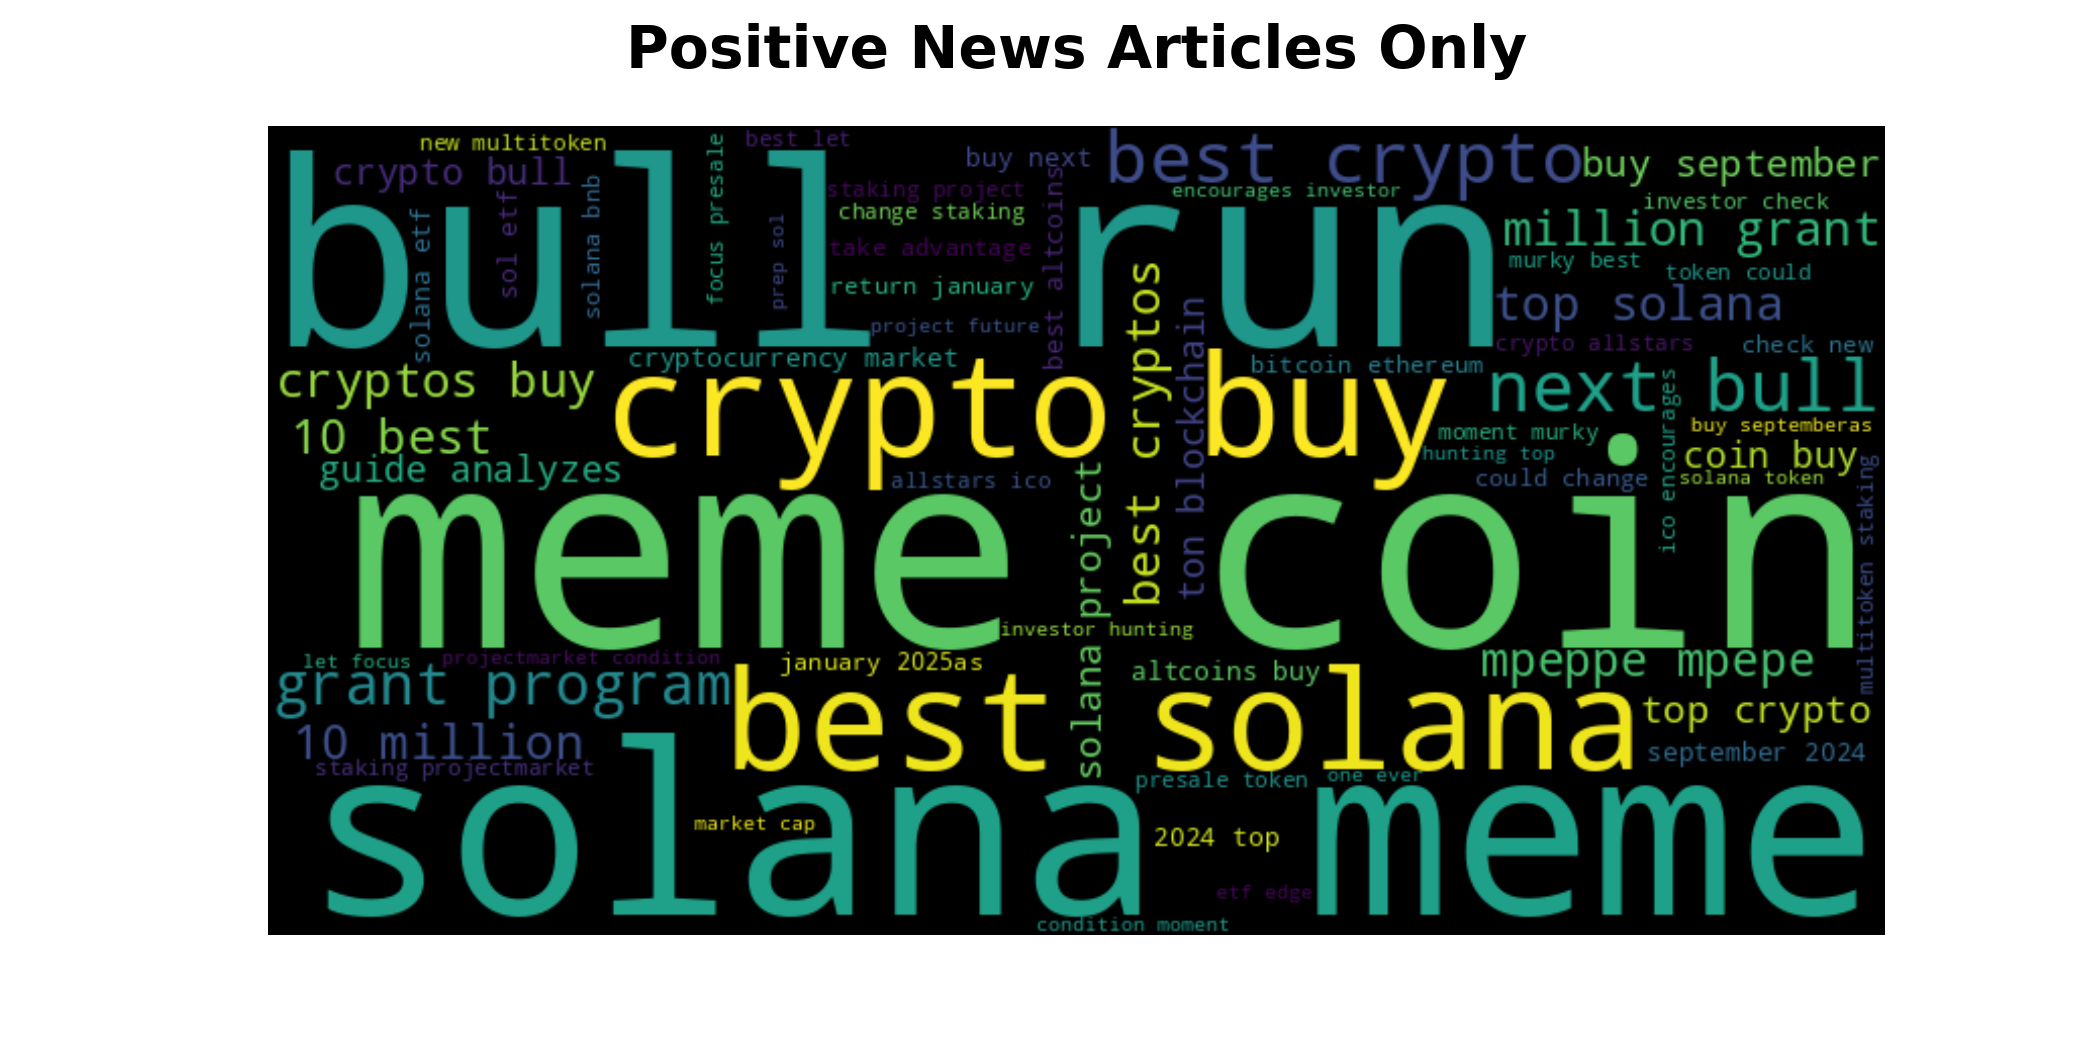 Positive News Articles Only
new multitoken
best let
best crypto
buy september
crypto bull
buy next
staking project
encourages investor
investor check
change staking
million grant
bull run
solana etf
sol etf
solana bnb
focus presale
prep sol
take advantage
best altcoins
murky best
token could
return january
top solana
project future
crypto allstars
check new
cryptocurrency market
bitcoin ethereum
cryptos buy
crypto buy
best cryptos
ton blockchain
next bull
10 best
moment murky
ico encourages
buy septemberas
guide analyzes
hunting top
coin buy
allstars ico
could change
solana token
meme coin
solana project
multitoken staking
investor hunting
let focus
projectmarket condition
january 2025as
altcoins buy
mpeppe mpepe
grant program
best solana
top crypto
10 million
september 2024
staking projectmarket
presale token
one ever
solana meme
market cap
2024 top
etf edge
condition moment